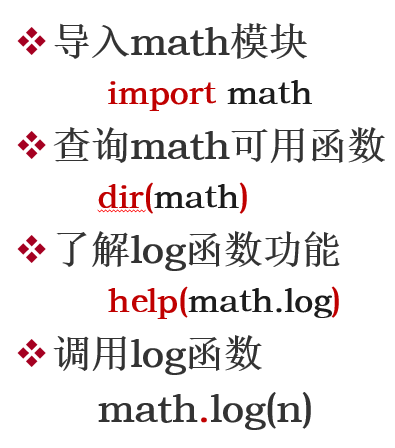 ❖ 导入math模块
import math
❖ 查询math可用函数
dir(math)
❖ 了解log函数功能
help(math.log)
❖ 调用log函数
math.log(n)